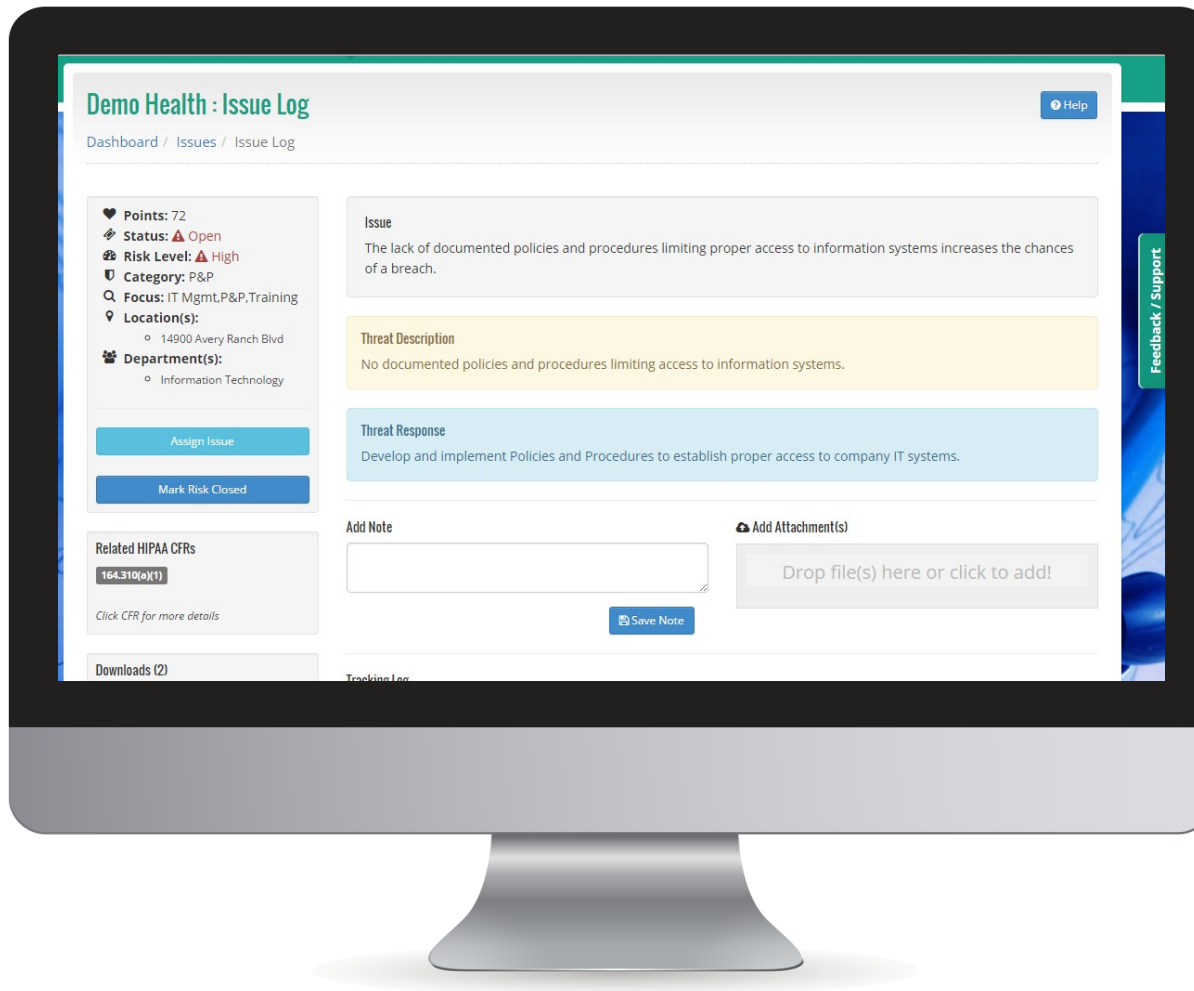 Demo Health : Issue Log
Help
Dashboard / Issues / Issue Log
Points: 72
Status: Open
Risk Level: High
Category: P&P
Focus: IT Mgmt,P&P,Training
Location(s):
14900 Avery Ranch Blvd
Department(s):
Information Technology
Assign Issue
Mark Risk Closed
Related HIPAA CFRs
164.310(a)(1)
Click CFR for more details
Downloads (2)
Issue
The lack of documented policies and procedures limiting proper access to information systems increases the chances
of a breach.
Threat Description
No documented policies and procedures limiting access to information systems.
Threat Response
Develop and implement Policies and Procedures to establish proper access to company IT systems.
Add Note
Save Note
Add Attachment(s)
Drop file(s) here or click to add!
Tracking Log
Feedback / Support